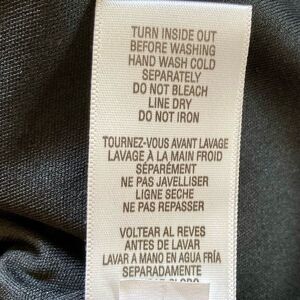 TURN INSIDE OUT
BEFORE WASHING
HAND WASH COLD
SEPARATELY
DO NOT BLEACH
LINE DRY
DO NOT IRON
TOURNEZ-VOUS AVANT LAVAGE
LAVAGE À LA MAIN FROID
SÉPARÉMENT
NE PAS JAVELLISER
LIGNE SECHE
NE PAS REPASSER
VOLTEAR AL REVES
ANTES DE LAVAR
LAVAR A MANO EN AGUA FRÍA
SEPARADAMENTE